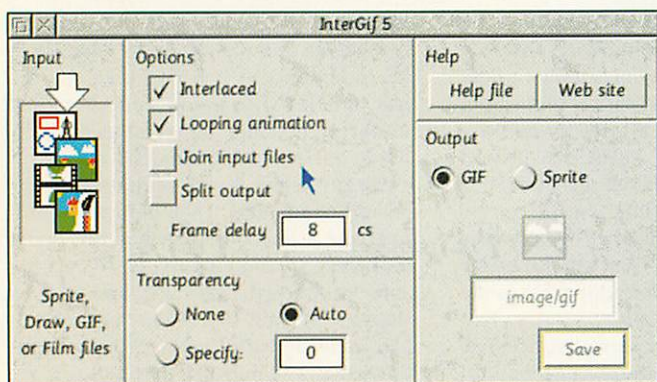 InterGif 5
Input
Sprite,
Draw, GIF,
or Film files
Options
Interlaced
Looping animation
Join input files
Split output
Frame delay 8 cs
Transparency
None Auto
Specify: 0
Help
Help file Web site
Output
GIF Sprite
image/gif
Save